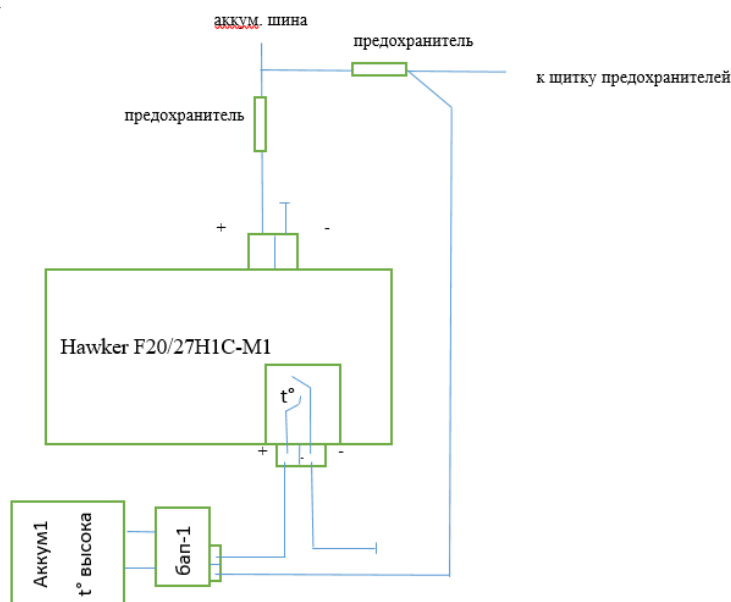 аккум. шина
предохранитель
к щитку предохранителей
предохранитель
+ -
Hawker F20/27H1C-M1
t°
+ - -
Аккум1
t° высока
бап-1